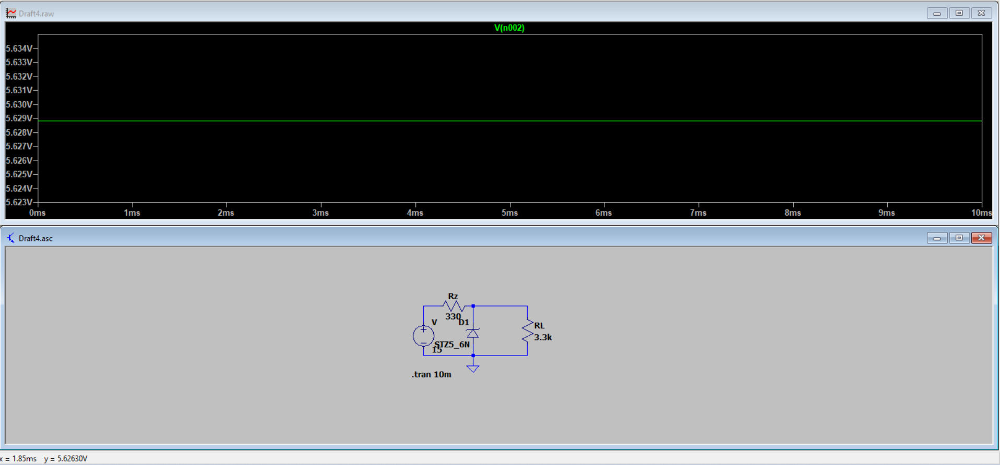 Draft4.raw
V(n002)
5.634V
5.633V
5.632V
5.631V
5.630V
5.629V
5.628V
5.627V
5.626V
5.625V
5.624V
5.623V
0ms 1ms 2ms 3ms 4ms 5ms 6ms 7ms 8ms 9ms 10ms
Draft4.asc
Rz
330
V
D1
RL
3.3k
STZ5_6N
15
.tran 10m
x = 1.85ms y = 5.62630V